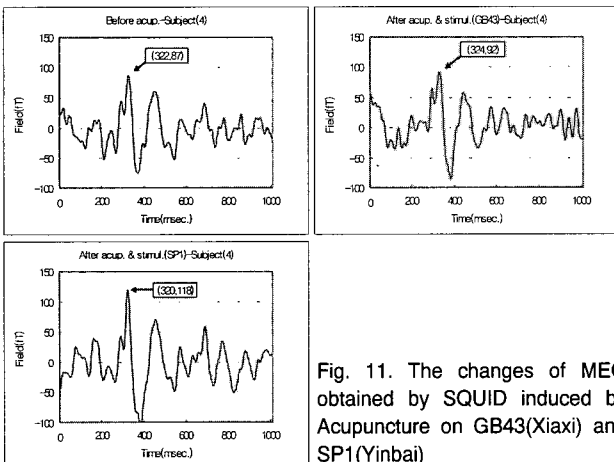 Before acup.-Subject(4)
(322,87)
Field(fT)
150
100
50
0
-50
-100
0 200 400 600 800 1000
Time(msec.)
After acup. & stimul.(GB43)-Subject(4)
(324,92)
Field(fT)
150
100
50
0
-50
-100
0 200 400 600 800 1000
Time(msec.)
After acup. & stimul.(SP1)-Subject(4)
(320,118)
Field(fT)
150
100
50
0
-50
-100
0 200 400 600 800 1000
Time(msec.)
Fig. 11. The changes of MEG
obtained by SQUID induced b
Acupuncture on GB43(Xiaxi) an
SP1(Yinbai)